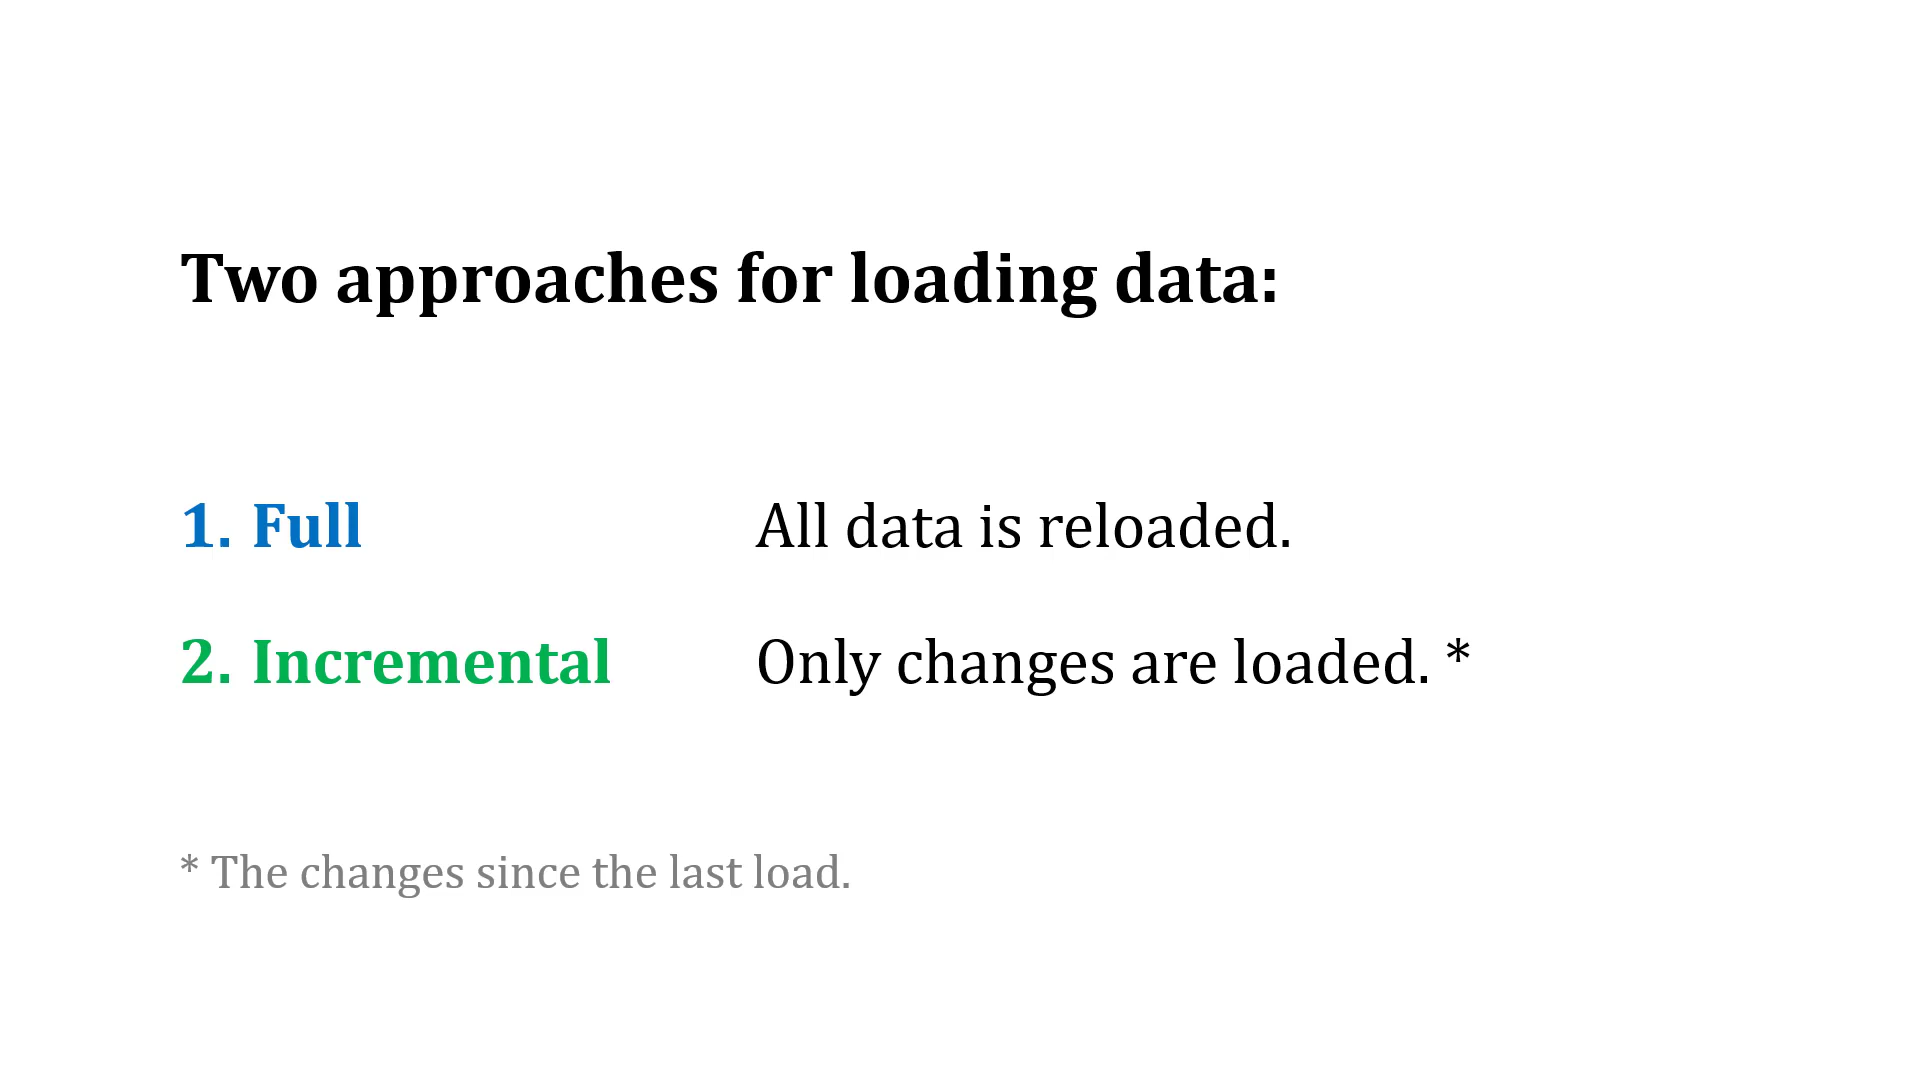 Two approaches for loading data:
1. Full All data is reloaded.
2. Incremental Only changes are loaded. *
* The changes since the last load.